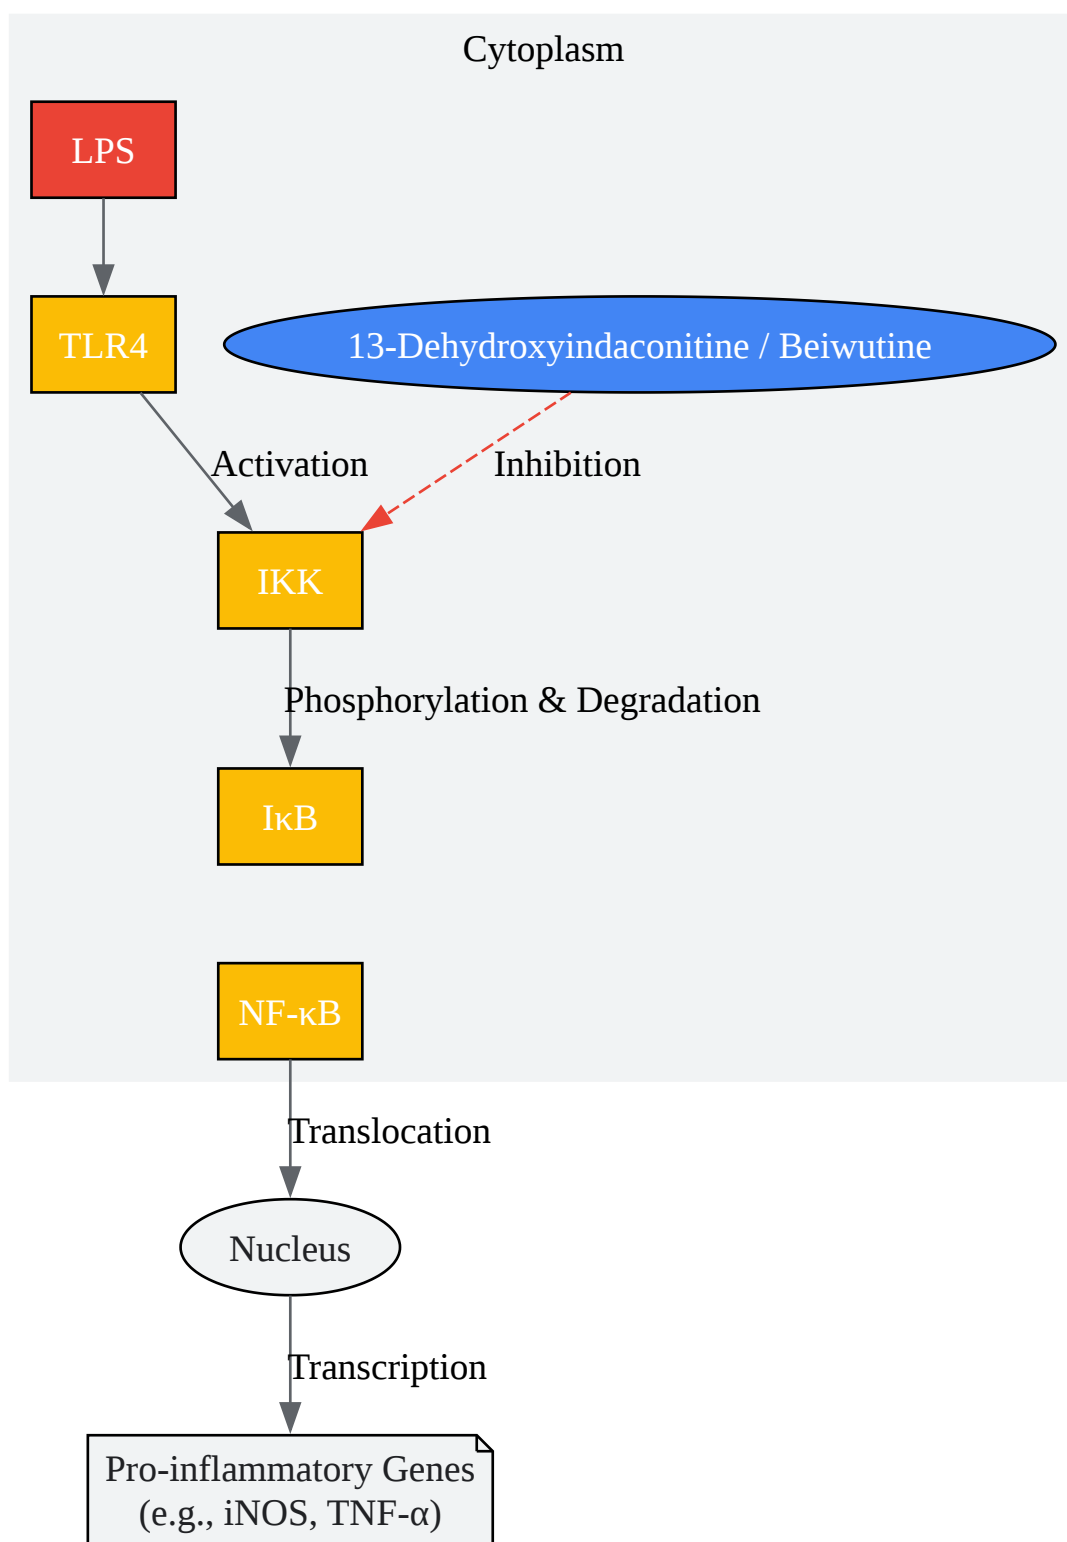 Cytoplasm
LPS
TLR4
13-Dehydroxyindaconitine / Beiwutine
Activation
Inhibition
IKK
Phosphorylation & Degradation
IκB
NF-κB
Translocation
Nucleus
Transcription
Pro-inflammatory Genes
(e.g., iNOS, TNF-α)